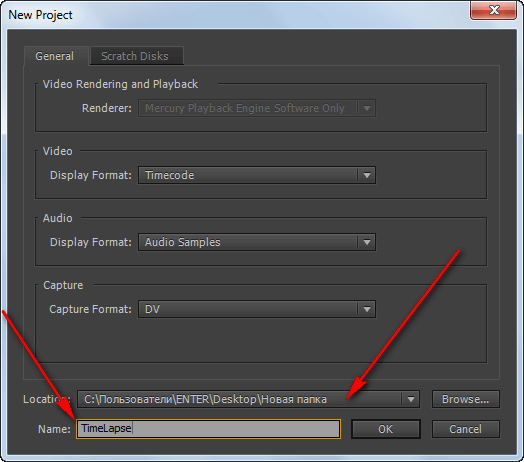 New Project
General Scratch Disks
Video Rendering and Playback
Renderer: Mercury Playback Engine Software Only
Video
Display Format: Timecode
Audio
Display Format: Audio Samples
Capture
Capture Format: DV
Location: C:\Пользователи\ENTER\Desktop\Новая папка Browse...
Name: TimeLapse OK Cancel